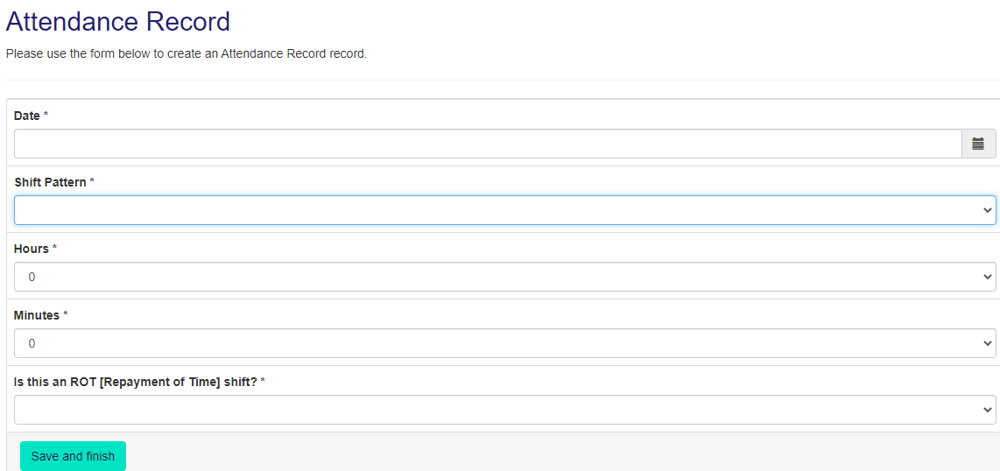 Attendance Record
Please use the form below to create an Attendance Record record.
Date *
Shift Pattern *
Hours *
0
Minutes *
0
Is this an ROT [Repayment of Time] shift? *
Save and finish